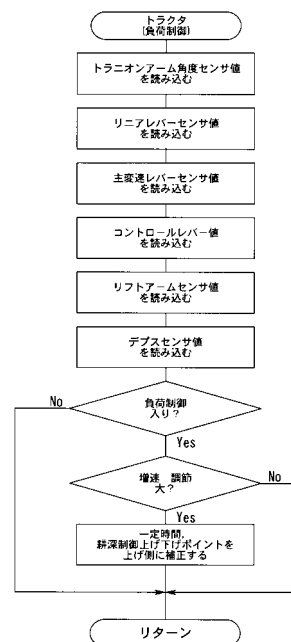 トラクタ
(負荷制御)
トラニオンアーム角度センサ値
を読み込む
リニアレバーセンサ値
を読み込む
主変速レバーセンサ値
を読み込む
コントロールレバー値
を読み込む
リフトアームセンサ値
を読み込む
デプスセンサ値
を読み込む
負荷制御
入り?
No
Yes
増速 調節
大?
No
Yes
一定時間,
耕深制御上げ下げポイントを
上げ側に補正する
リターン